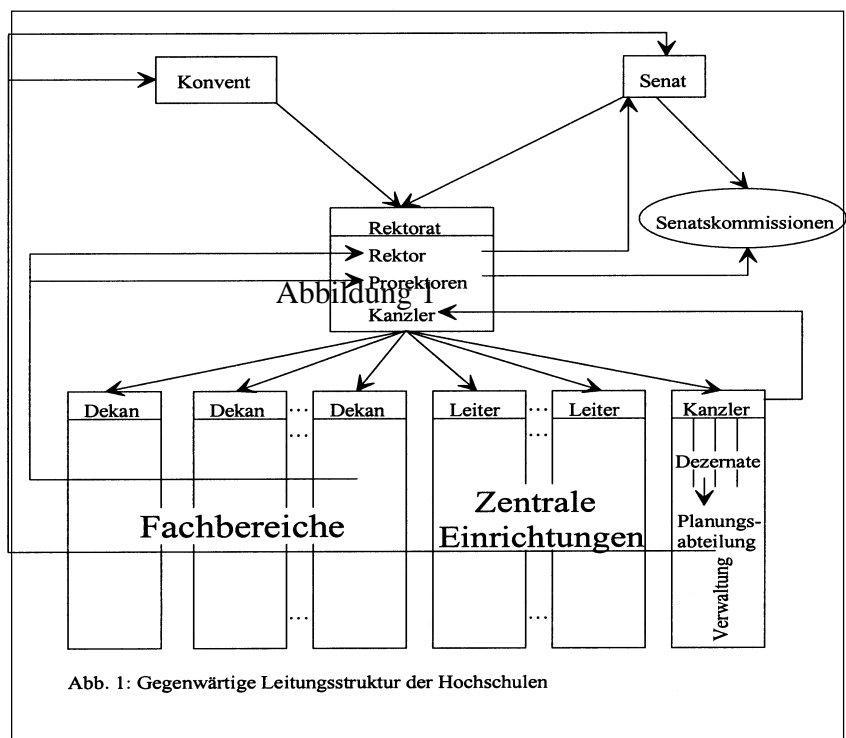 Konvent
Senat
Senatskommissionen
Rektorat
Rektor
Prorektoren
Abbildung 1
Kanzler
Dekan
Dekan
...
Dekan
Leiter
...
Leiter
Kanzler
...
...
Dezernate
Fachbereiche
Zentrale
Einrichtungen
Planungs-
abteilung
Verwaltung
...
...
Abb. 1: Gegenwärtige Leitungsstruktur der Hochschulen